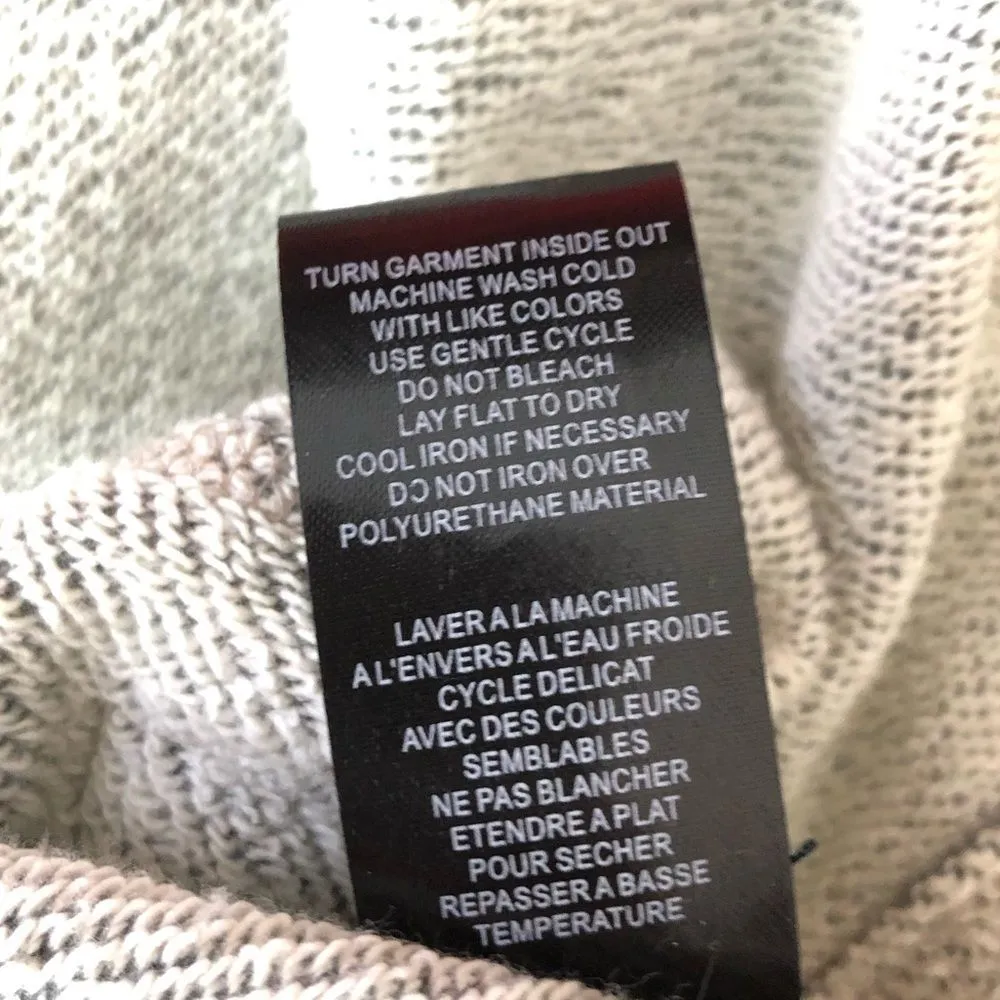 TURN GARMENT INSIDE OUT
MACHINE WASH COLD
WITH LIKE COLORS
USE GENTLE CYCLE
DO NOT BLEACH
LAY FLAT TO DRY
COOL IRON IF NECESSARY
DO NOT IRON OVER
POLYURETHANE MATERIAL
LAVER A LA MACHINE
A L'ENVERS A L'EAU FROIDE
CYCLE DELICAT
AVEC DES COULEURS
SEMBLABLES
NE PAS BLANCHER
ETENDRE A PLAT
POUR SECHER
REPASSER A BASSE
TEMPERATURE